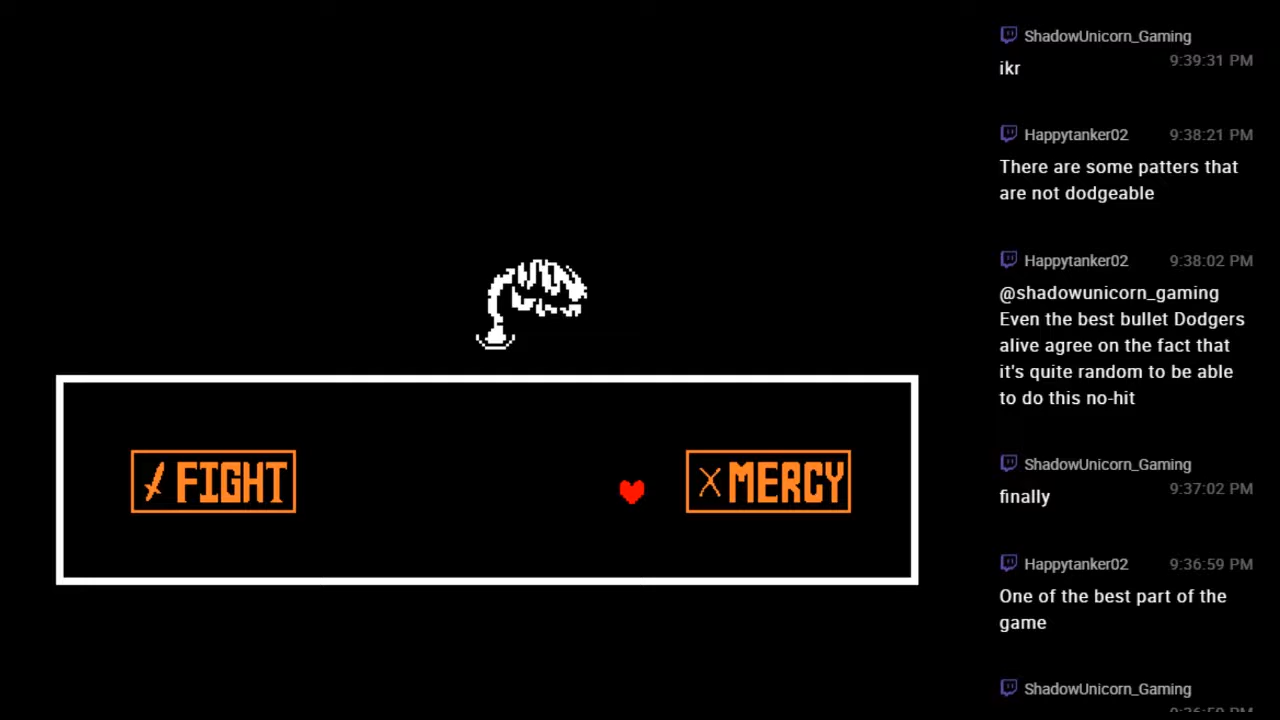 FIGHT
MERCY
ShadowUnicorn_Gaming
9:39:31 PM
ikr
Happytanker02 9:38:21 PM
There are some patters that
are not dodgeable
Happytanker02 9:38:02 PM
@shadowunicorn_gaming
Even the best bullet Dodgers
alive agree on the fact that
it's quite random to be able
to do this no-hit
ShadowUnicorn_Gaming
9:37:02 PM
finally
Happytanker02 9:36:59 PM
One of the best part of the
game
ShadowUnicorn_Gaming